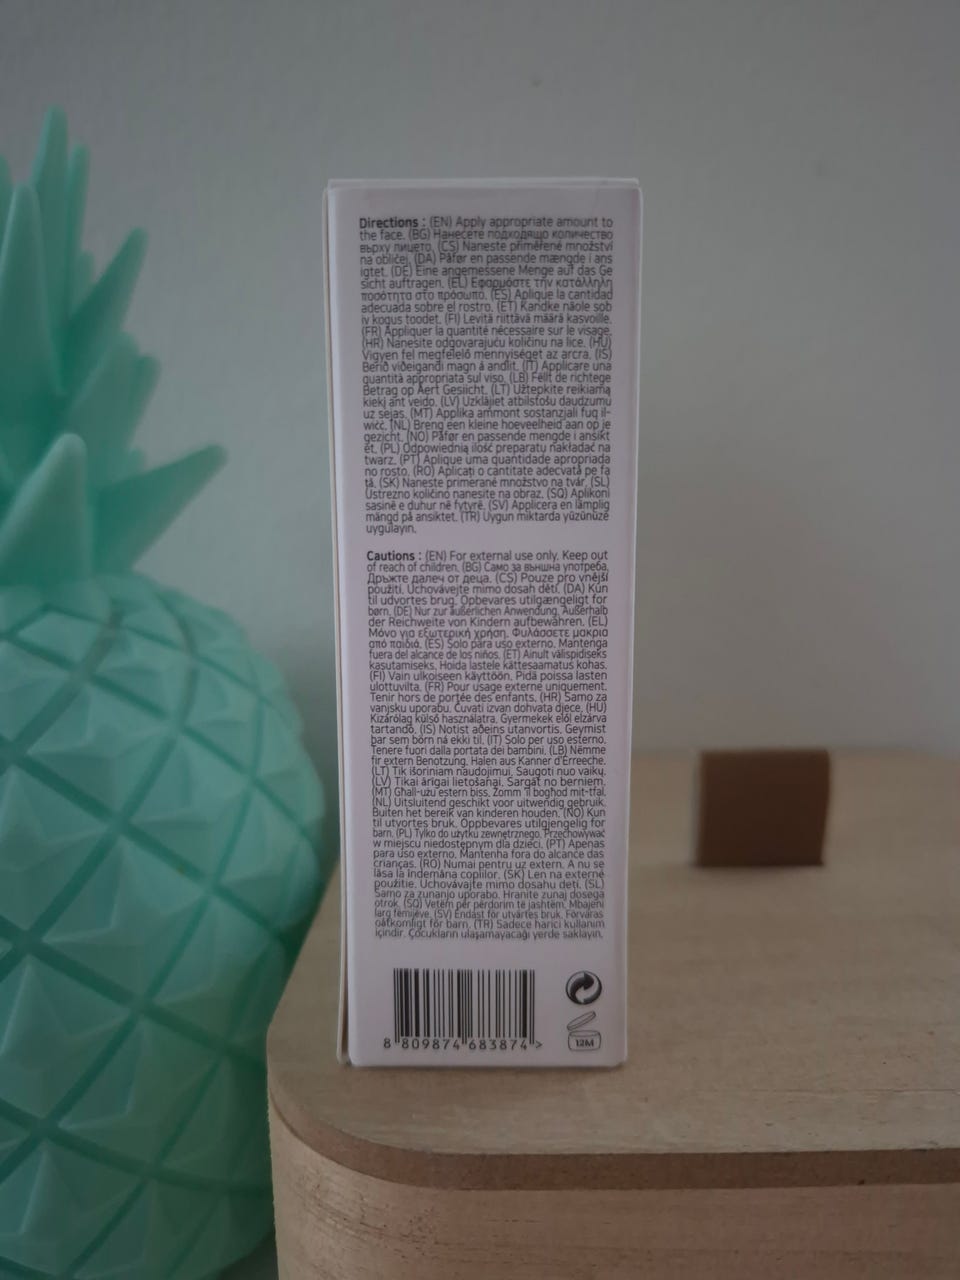 Directions : (EN) Apply appropriate amount to
the face. (BG) Нанесете подходящо количество
върху лицето. (CS) Naneste přiměřené množství
na obličej. (DA) Påfør en passende mængde i ans
igtet. (DE) Eine angemessene Menge auf das Ge
sicht auftragen. (EL) Εφαρμόστε τήν κατάλληλη
ποσότητα στο πρόσωπο. (ES) Aplique la cantidad
adecuada sobre el rostro. (ET) Kandke näole sob
iv kogus toodet. (FI) Levitä riittävä määrä kasvoille.
(FR) Appliquer la quantité nécessaire sur le visage.
(HR) Nanesite odgovarajuću količinu na lice. (HU)
Vigyen fel megfelelő mennyiséget az arcra. (IS)
Berið viðeigandi magn á andlit. (IT) Applicare una
quantità appropriata sul viso. (LB) Fëllt de richtege
Betrag op Äert Gesiicht. (LT) Užtepkite reikiamą
kiekį ant veido. (LV) Uzklājiet atbilstošu daudzumu
uz sejas. (MT) Applika ammont sostanzjali fuq il-
wiċċ. (NL) Breng een kleine hoeveelheid aan op je
gezicht. (NO) Påfør en passende mengde i ansikt
et. (PL) Odpowiednią ilość preparatu nakładać na
twarz. (PT) Aplique uma quantidade apropriada
no rosto. (RO) Aplicați o cantitate adecvată pe fa
ță. (SK) Naneste primerané množstvo na tvár. (SL)
Ustrezno količino nanesite na obraz. (SQ) Aplikoni
sasinë e duhur në fytyrë. (SV) Applicera en lämplig
mängd på ansiktet. (TR) Uygun miktarda yüzünüze
uygulayın.
Cautions : (EN) For external use only. Keep out
of reach of children. (BG) Само за външна употреба.
Дръжте далеч от деца. (CS) Pouze pro vnější
použití. Uchovávejte mimo dosah dětí. (DA) Kun
til udvortes brug. Opbevares utilgængeligt for
børn. (DE) Nur zur äußerlichen Anwendung. Außerhalb
der Reichweite von Kindern aufbewahren. (EL)
Μόνο για εξωτερική χρήση. Φυλάσσετε μακρια
από παιδιά. (ES) Solo para uso externo. Mantenga
fuera del alcance de los niños. (ET) Ainult välispidiseks
kasutamiseks. Hoida lastele kättesaamatus kohas.
(FI) Vain ulkoiseen käyttöön. Pidä poissa lasten
ulottuvilta. (FR) Pour usage externe uniquement.
Tenir hors de portée des enfants. (HR) Samo za
vanjsku uporabu. Čuvati izvan dohvata djece. (HU)
Kizárólag külső használatra. Gyermekek elől elzárva
tartandó. (IS) Notist aðeins útanvortis. Geymist
þar sem börn ná ekki til. (IT) Solo per uso esterno.
Tenere fuori dalla portata dei bambini. (LB) Nëmme
fir extern Benotzung. Halen aus Kanner d'Erreeche.
(LT) Tik išoriniam naudojimui. Saugoti nuo vaikų.
(LV) Tikai ārīgai lietošanai. Sargāt no bērniem.
(MT) Għall-użu estern biss. Żomm 'il bogħod mit-tfal.
(NL) Uitsluitend geschikt voor uitwendig gebruik.
Buiten het bereik van kinderen houden. (NO) Kun
til utvortes bruk. Oppbevares utilgjengelig for
barn. (PL) Tylko do użytku zewnętrznego. Przechowywać
w miejscu niedostępnym dla dzieci. (PT) Apenas
para uso externo. Mantenha fora do alcance das
crianças. (RO) Numai pentru uz extern. A nu se
lăsa la îndemâna copiilor. (SK) Len na externé
použitie. Uchovávajte mimo dosahu detí. (SL)
Samo za zunanjo uporabo. Hranite zunaj dosega
otrok. (SQ) Vetëm për përdorim të jashtëm. Mbajeni
larg fëmijëve. (SV) Endast för utvärtes bruk. Förvaras
oåtkomligt för barn. (TR) Sadece harici kullanım
içindir. Çocukların ulaşamayacağı yerde saklayın.
8 809874 683874 >
12M